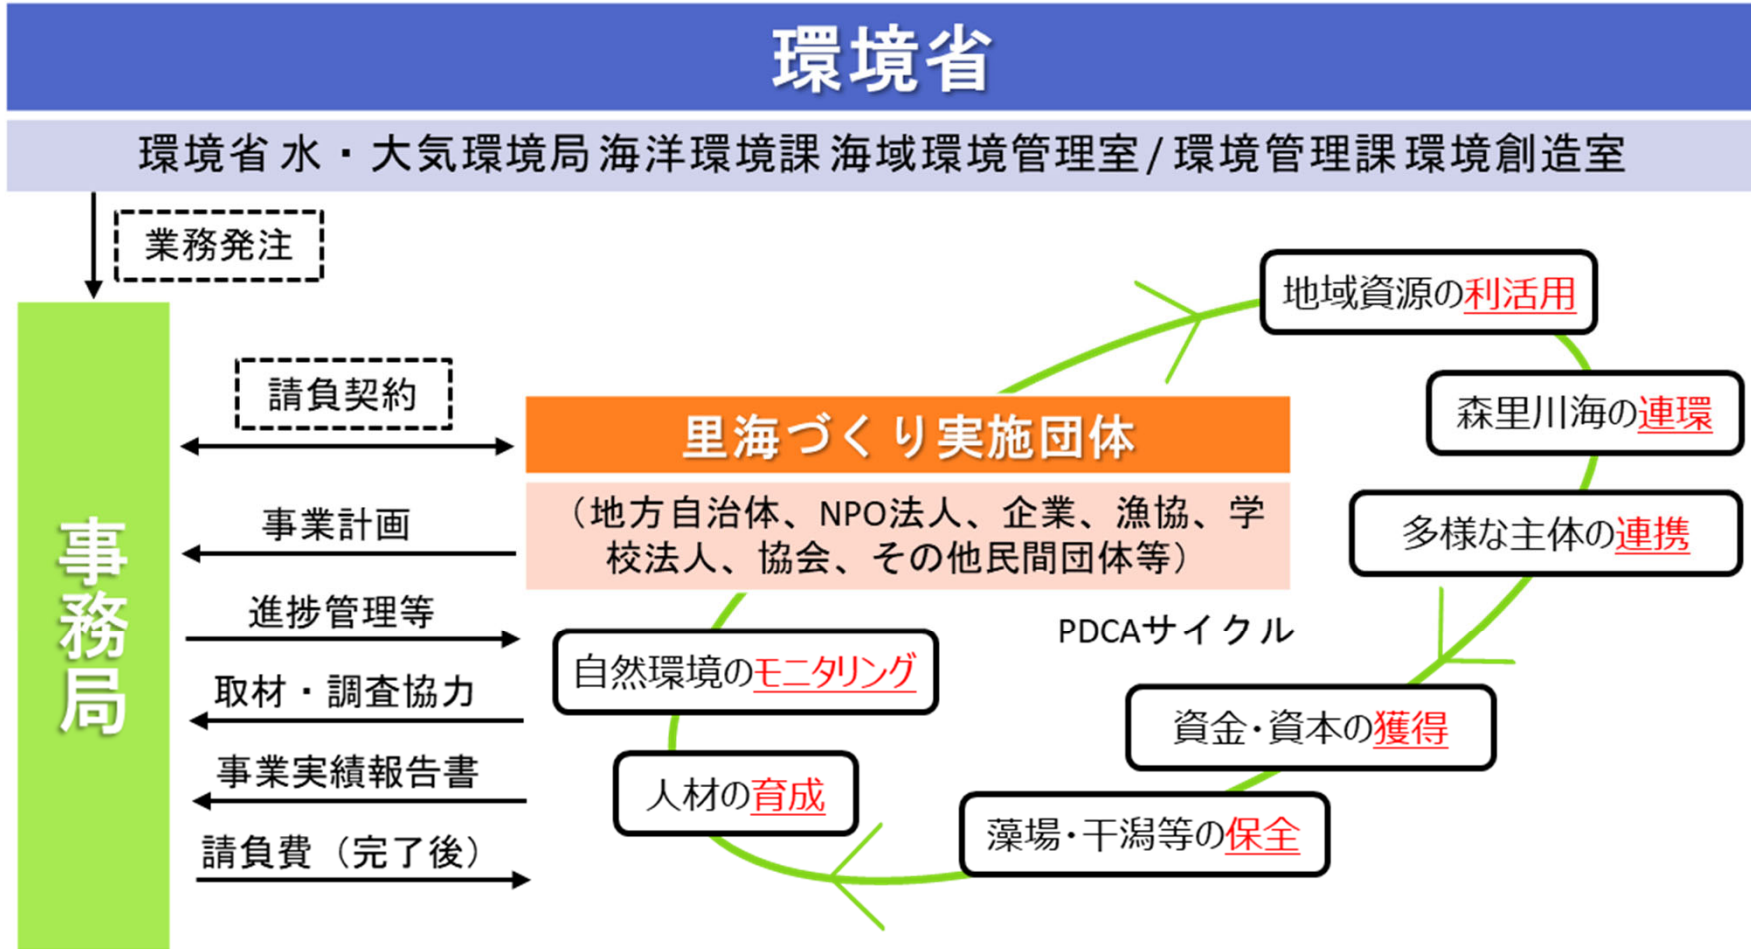 環境省
環境省 水・大気環境局 海洋環境課 海域環境管理室 / 環境管理課 環境創造室
業務発注
事務局
請負契約
事業計画
進捗管理等
取材・調査協力
事業実績報告書
請負費（完了後）
里海づくり実施団体
（地方自治体、NPO法人、企業、漁協、学
校法人、協会、その他民間団体等）
PDCAサイクル
地域資源の利活用
森里川海の連環
多様な主体の連携
資金・資本の獲得
藻場・干潟等の保全
人材の育成
自然環境のモニタリング